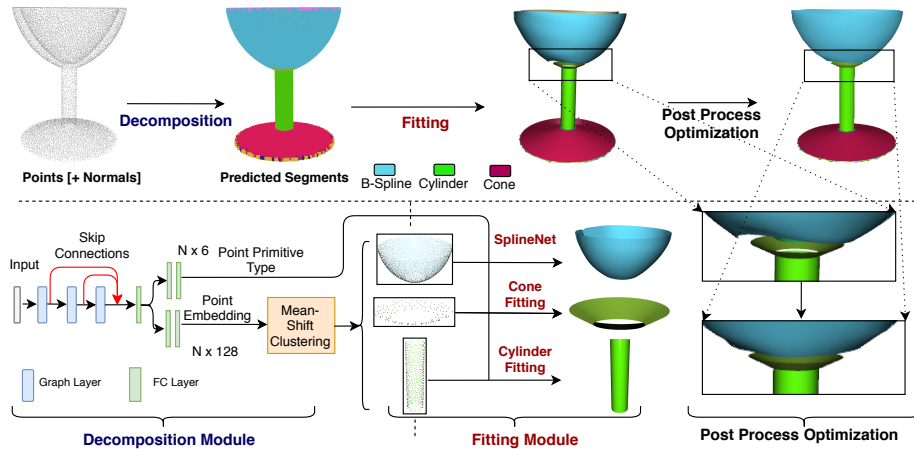 Points [+ Normals]
Decomposition
Predicted Segments
Fitting
Post Process
Optimization
B-Spline
Cylinder
Cone
Input
Skip
Connections
N x 6
Point Primitive
Type
Point
Embedding
N x 128
Mean-
Shift
Clustering
Graph Layer
FC Layer
Decomposition Module
SplineNet
Cone
Fitting
Cylinder
Fitting
Fitting Module
Post Process Optimization